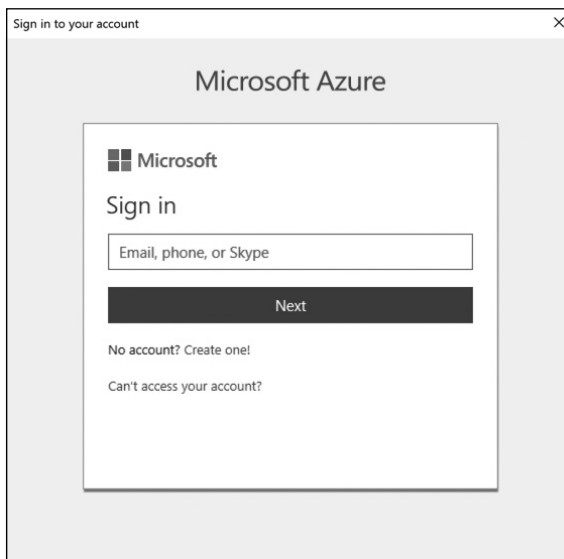 Sign in to your account
Microsoft Azure
Microsoft
Sign in
Email, phone, or Skype
Next
No account? Create one!
Can't access your account?